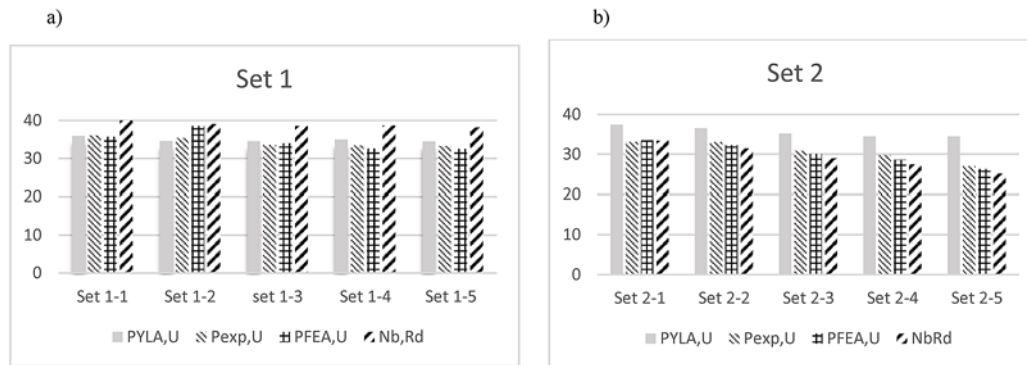 a)
Set 1
40
30
20
10
0
Set 1-1 Set 1-2 set 1-3 Set 1-4 Set 1-5
PYLA,U Pexp,U PFEA,U Nb,Rd
b)
Set 2
40
30
20
10
0
Set 2-1 Set 2-2 Set 2-3 Set 2-4 Set 2-5
PYLA,U Pexp,U PFEA,U NbRd